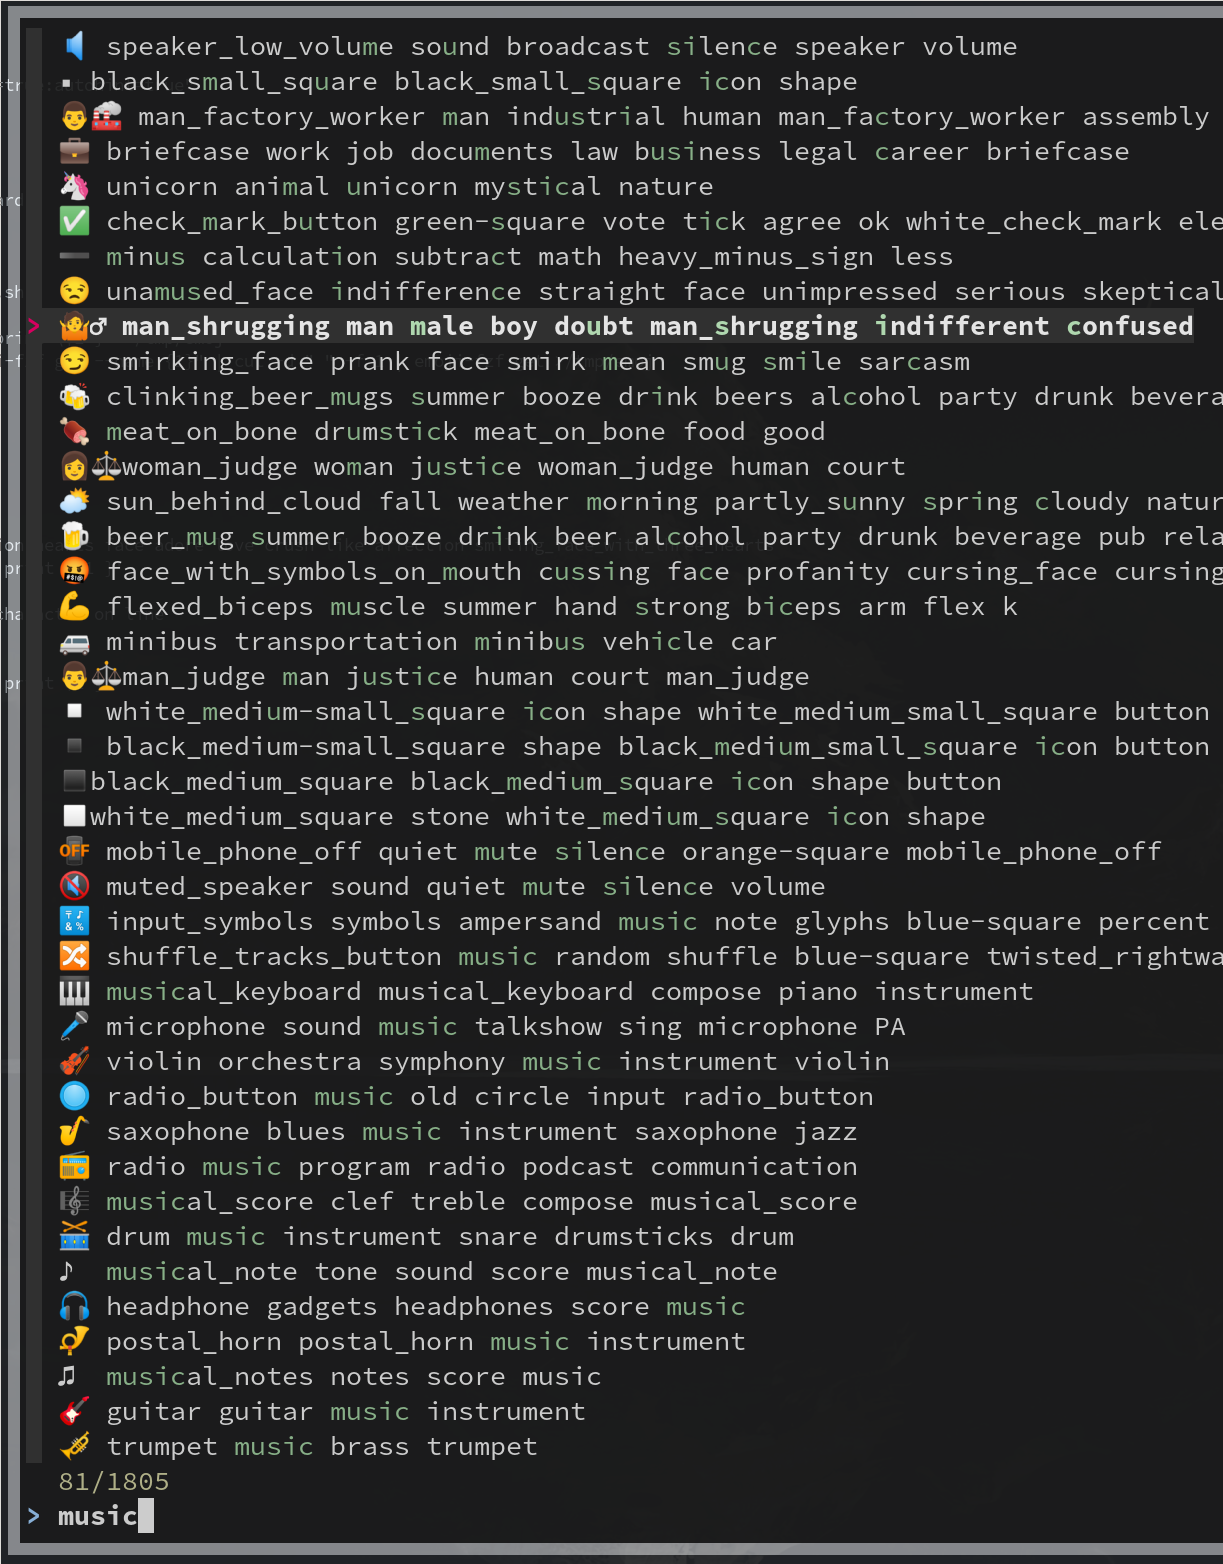 🔈 speaker_low_volume sound broadcast silence speaker volume
▪ black_small_square black_small_square icon shape
👨🏭 man_factory_worker man industrial human man_factory_worker assembly
💼 briefcase work job documents law business legal career briefcase
🦄 unicorn animal unicorn mystical nature
✅ check_mark_button green-square vote tick agree ok white_check_mark ele
➖ minus calculation subtract math heavy_minus_sign less
😒 unamused_face indifference straight face unimpressed serious skeptical
> 🤷♂ man_shrugging man male boy doubt man_shrugging indifferent confused
😏 smirking_face prank face smirk mean smug smile sarcasm
🍻 clinking_beer_mugs summer booze drink beers alcohol party drunk bevera
🍖 meat_on_bone drumstick meat_on_bone food good
👩⚖woman_judge woman justice woman_judge human court
🌥 sun_behind_cloud fall weather morning partly_sunny spring cloudy natur
🍺 beer_mug summer booze drink beer alcohol party drunk beverage pub rela
🤬 face_with_symbols_on_mouth cussing face profanity cursing_face cursing
💪 flexed_biceps muscle summer hand strong biceps arm flex k
🚐 minibus transportation minibus vehicle car
👨⚖man_judge man justice human court man_judge
◽ white_medium-small_square icon shape white_medium_small_square button
◾ black_medium-small_square shape black_medium_small_square icon button
◼black_medium_square black_medium_square icon shape button
◻white_medium_square stone white_medium_square icon shape
📴 mobile_phone_off quiet mute silence orange-square mobile_phone_off
🔇 muted_speaker sound quiet mute silence volume
🔣 input_symbols symbols ampersand music note glyphs blue-square percent
🔀 shuffle_tracks_button music random shuffle blue-square twisted_rightwa
🎹 musical_keyboard musical_keyboard compose piano instrument
🎤 microphone sound music talkshow sing microphone PA
🎻 violin orchestra symphony music instrument violin
🔘 radio_button music old circle input radio_button
🎷 saxophone blues music instrument saxophone jazz
📻 radio music program radio podcast communication
🎼 musical_score clef treble compose musical_score
🥁 drum music instrument snare drumsticks drum
🎵 musical_note tone sound score musical_note
🎧 headphone gadgets headphones score music
📯 postal_horn postal_horn music instrument
🎶 musical_notes notes score music
🎸 guitar guitar music instrument
🎺 trumpet music brass trumpet
81/1805
> music